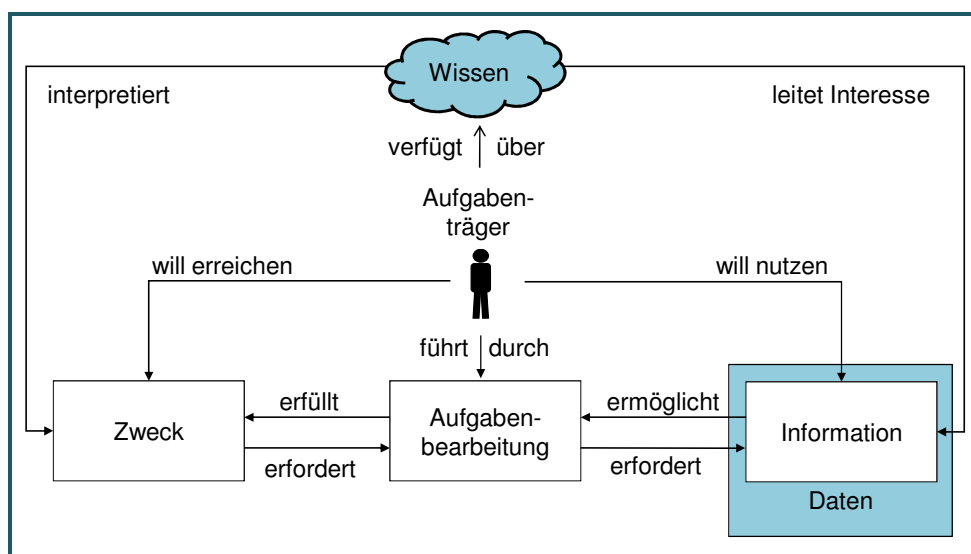 Wissen
interpretiert
leitet Interesse
verfügt über
Aufgaben-
träger
will erreichen
will nutzen
führt durch
Zweck
erfüllt
erfordert
Aufgaben-
bearbeitung
ermöglicht
erfordert
Information
Daten